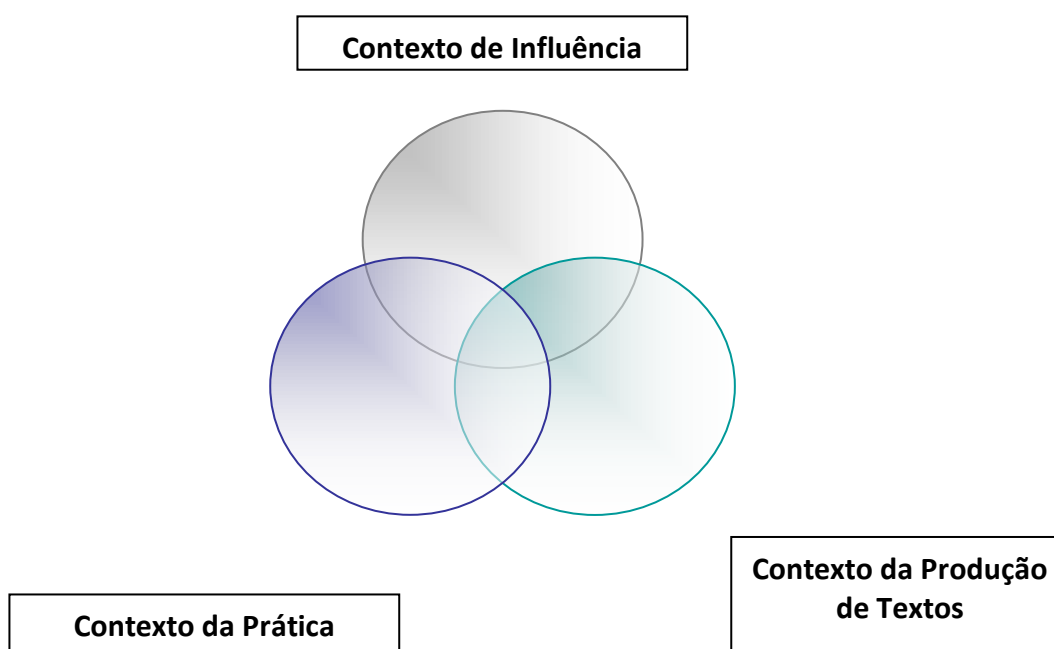 Contexto de Influência
Contexto da Produção
de Textos
Contexto da Prática